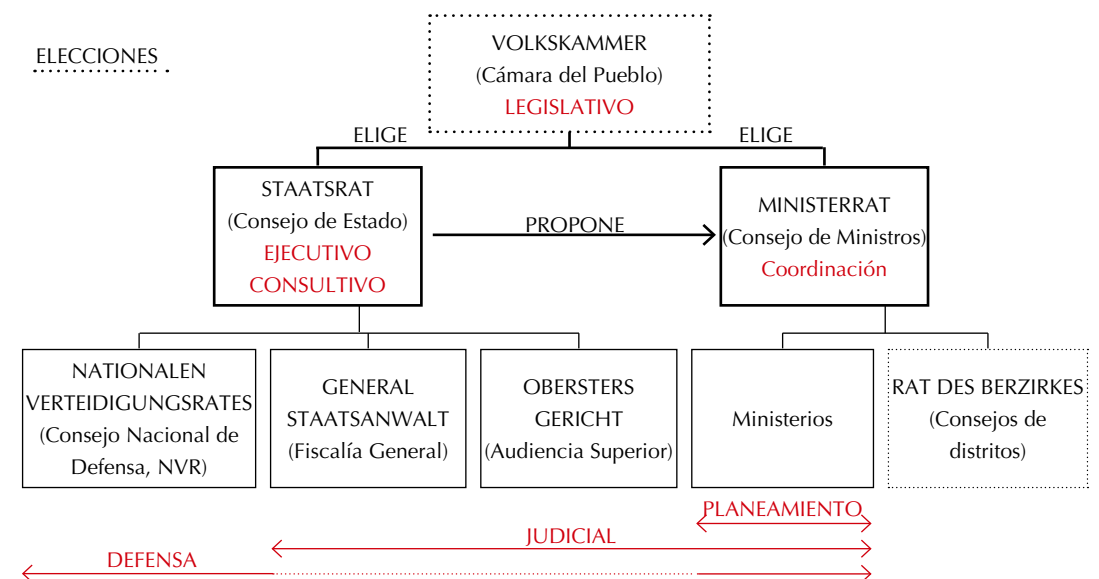 ELECCIONES
VOLKSKAMMER
(Cámara del Pueblo)
LEGISLATIVO
ELIGE
ELIGE
STAATSRAT
(Consejo de Estado)
EJECUTIVO
CONSULTIVO
PROPONE
MINISTERRAT
(Consejo de Ministros)
Coordinación
NATIONALEN
VERTEIDIGUNGSRATES
(Consejo Nacional de
Defensa, NVR)
GENERAL
STAATSANWALT
(Fiscalía General)
OBERSTERS
GERICHT
(Audiencia Superior)
Ministerios
RAT DES BERZIRKES
(Consejos de
distritos)
PLANEAMIENTO
JUDICIAL
DEFENSA